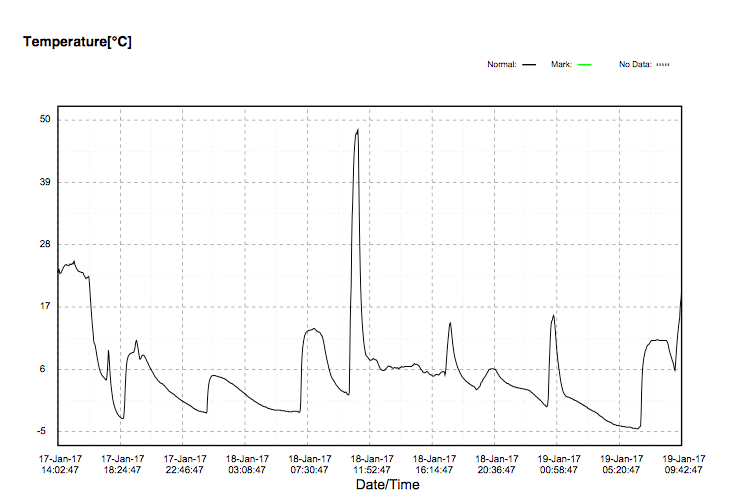 Temperature[°C]
Normal: Mark: No Data:
50
39
28
17
6
-5
17-Jan-17 17-Jan-17 17-Jan-17 18-Jan-17 18-Jan-17 18-Jan-17 18-Jan-17 18-Jan-17 19-Jan-17 19-Jan-17 19-Jan-17
14:02:47 18:24:47 22:46:47 03:08:47 07:30:47 11:52:47 16:14:47 20:36:47 00:58:47 05:20:47 09:42:47
Date/Time